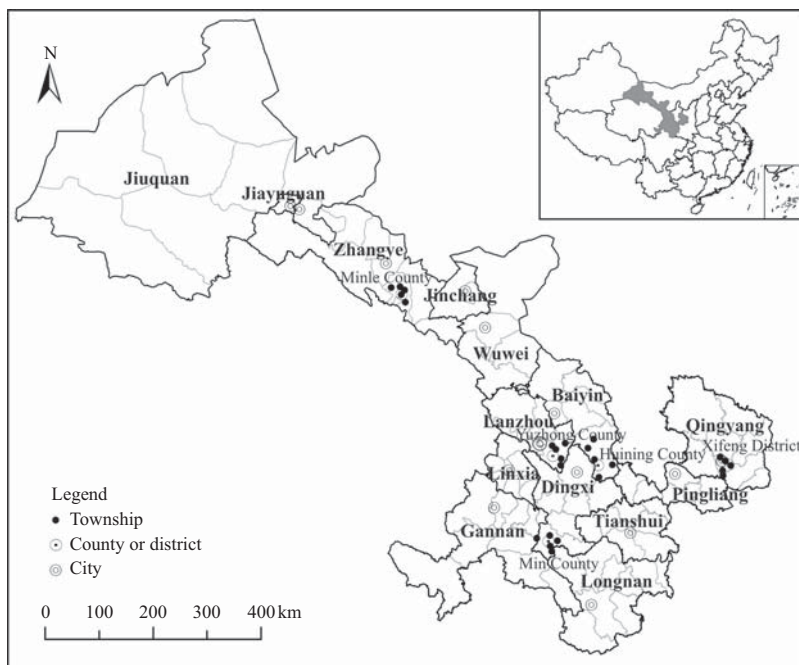 N
Jiuquan
Jiayuguan
Zhangye
Minle County
Jinchang
Wuwei
Baiyin
Lanzhou
Yuzhong County
Qingyang
Xifeng District
Huining County
Linxia
Dingxi
Pingliang
Gannan
Tianshui
Min County
Longnan
Legend
Township
County or district
City
0 100 200 300 400 km